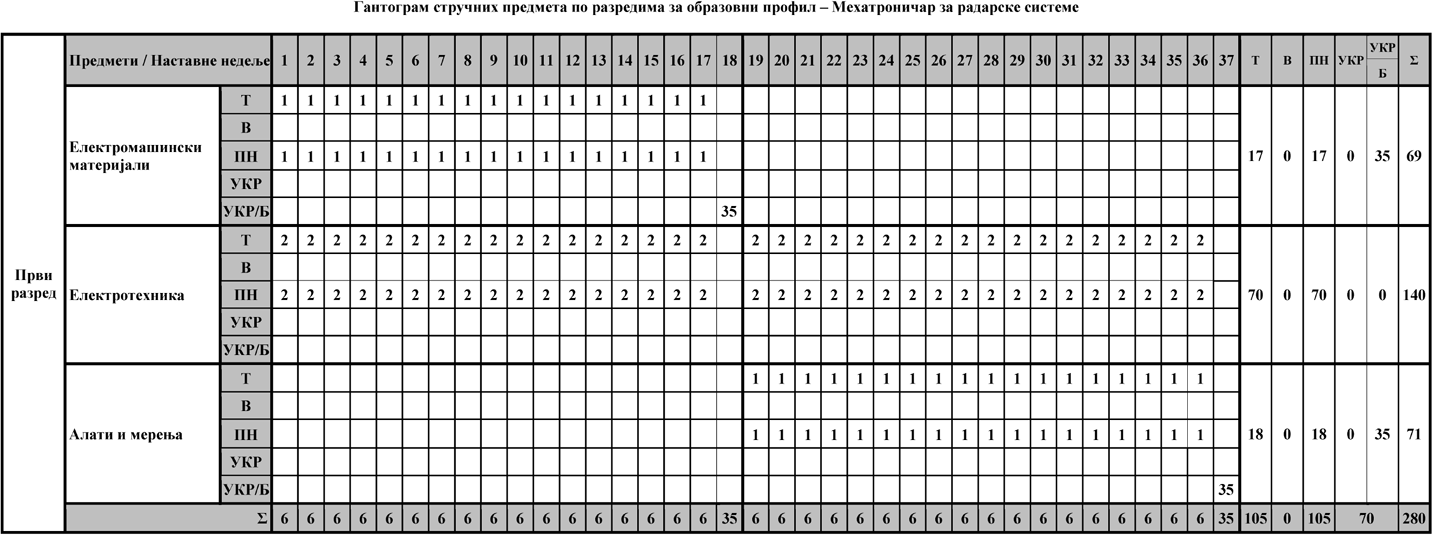 Гантограм стручних предмета по разредима за образовни профил – Мехатроничар за радарске системе
Предмети / Наставне недеље 1 2 3 4 5 6 7 8 9 10 11 12 13 14 15 16 17 18 19 20 21 22 23 24 25 26 27 28 29 30 31 32 33 34 35 36 37 Т В ПН УКР УКР Б Σ
Први разред
Електромашински материјали
Т 1 1 1 1 1 1 1 1 1 1 1 1 1 1 1 1 1
В
ПН 1 1 1 1 1 1 1 1 1 1 1 1 1 1 1 1 1
УКР
УКР/Б 35
17 0 17 0 35 69
Електротехника
Т 2 2 2 2 2 2 2 2 2 2 2 2 2 2 2 2 2 2 2 2 2 2 2 2 2 2 2 2 2 2 2 2 2 2 2
В
ПН 2 2 2 2 2 2 2 2 2 2 2 2 2 2 2 2 2 2 2 2 2 2 2 2 2 2 2 2 2 2 2 2 2 2 2
УКР
УКР/Б
70 0 70 0 0 140
Алати и мерења
Т 1 1 1 1 1 1 1 1 1 1 1 1 1 1 1 1 1 1
В
ПН 1 1 1 1 1 1 1 1 1 1 1 1 1 1 1 1 1 1
УКР
УКР/Б 35
18 0 18 0 35 71
Σ 6 6 6 6 6 6 6 6 6 6 6 6 6 6 6 6 6 35 6 6 6 6 6 6 6 6 6 6 6 6 6 6 6 6 6 6 35 105 0 105 70 280